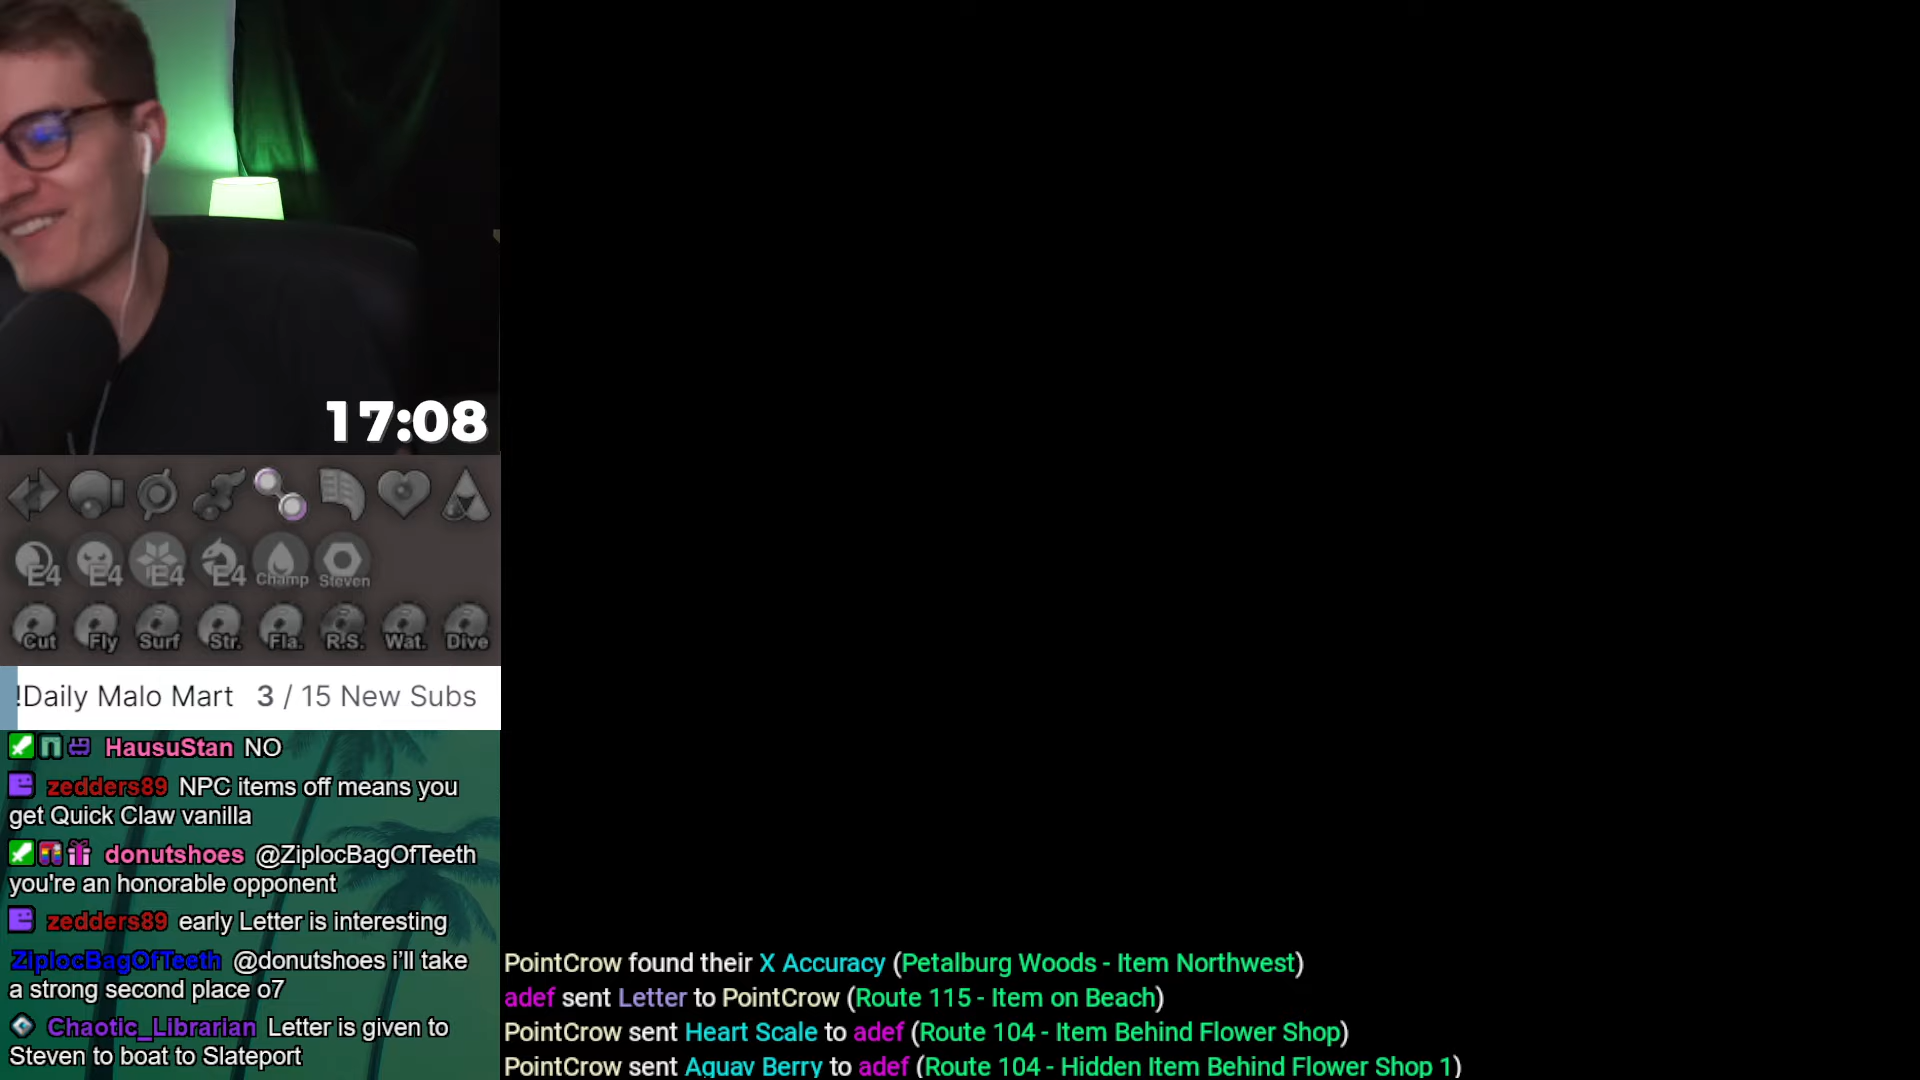 17:08
E4 E4 E4 E4 Champ Steven
Cut Fly Surf Str. Fla. R.S. Wat. Dive
!Daily Malo Mart 3 / 15 New Subs
HausuStan NO
zedders89 NPC items off means you
get Quick Claw vanilla
donutshoes @ZiplocBagOfTeeth
you're an honorable opponent
zedders89 early Letter is interesting
ZiplocBagOfTeeth @donutshoes i'll take
a strong second place o7
Chaotic_Librarian Letter is given to
Steven to boat to Slateport
PointCrow found their X Accuracy (Petalburg Woods - Item Northwest)
adef sent Letter to PointCrow (Route 115 - Item on Beach)
PointCrow sent Heart Scale to adef (Route 104 - Item Behind Flower Shop)
PointCrow sent Aguav Berry to adef (Route 104 - Hidden Item Behind Flower Shop 1)